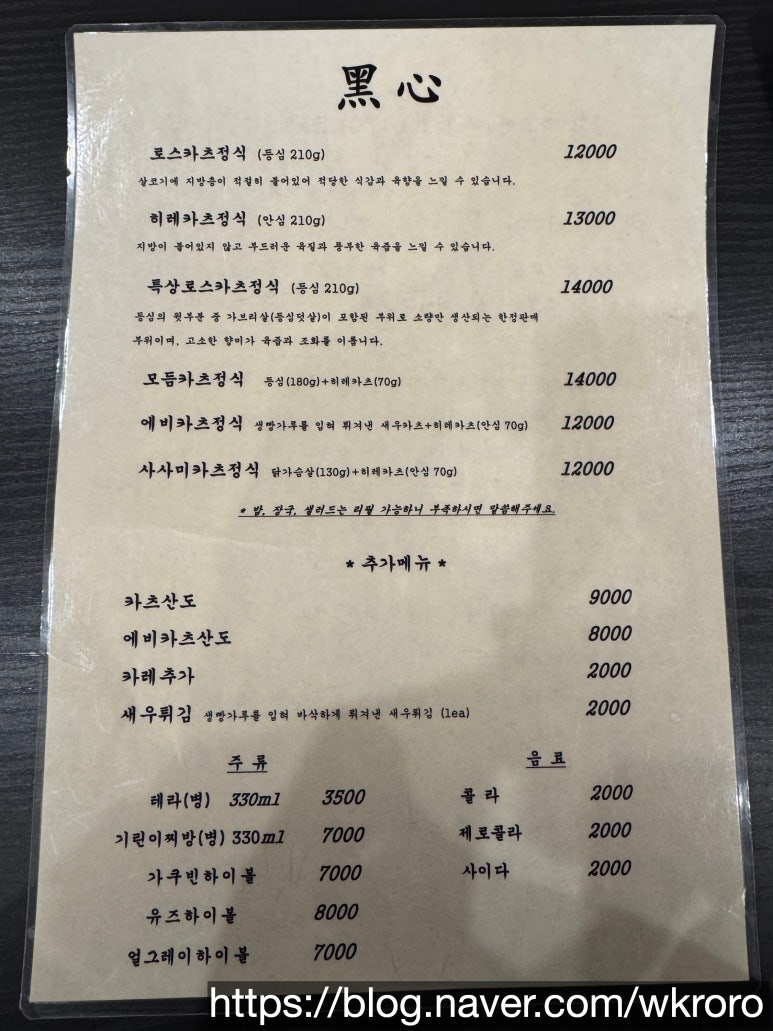 黑心
로스카츠정식 (등심 210g) 12000
살코기에 지방층이 적절히 붙어있어 적당한 식감과 육향을 느낄 수 있습니다.
히레카츠정식 (안심 210g) 13000
지방이 붙어있지 않고 부드러운 육질과 풍부한 육즙을 느낄 수 있습니다.
특상로스카츠정식 (등심 210g) 14000
등심의 윗부분 중 가브리살(등심덧살)이 포함된 부위로 소량만 생산되는 한정판매
부위이며, 고소한 향미가 육즙과 조화를 이룹니다.
모듬카츠정식 등심(180g)+히레카츠(70g) 14000
에비카츠정식 생빵가루를 입혀 튀겨낸 새우카츠+히레카츠(안심 70g) 12000
사사미카츠정식 닭가슴살(130g)+히레카츠(안심 70g) 12000
* 밥, 장국, 샐러드는 리필 가능하니 부족하시면 말씀해주세요.
* 추가메뉴 *
카츠산도 9000
에비카츠산도 8000
카레추가 2000
새우튀김 생빵가루를 입혀 바삭하게 튀겨낸 새우튀김 (1ea) 2000
주 류
테라(병) 330ml 3500
기린이찌방(병) 330ml 7000
가쿠빈하이볼 7000
유즈하이볼 8000
얼그레이하이볼 7000
음 료
콜 라 2000
제로콜라 2000
사이다 2000
https://blog.naver.com/wkroro